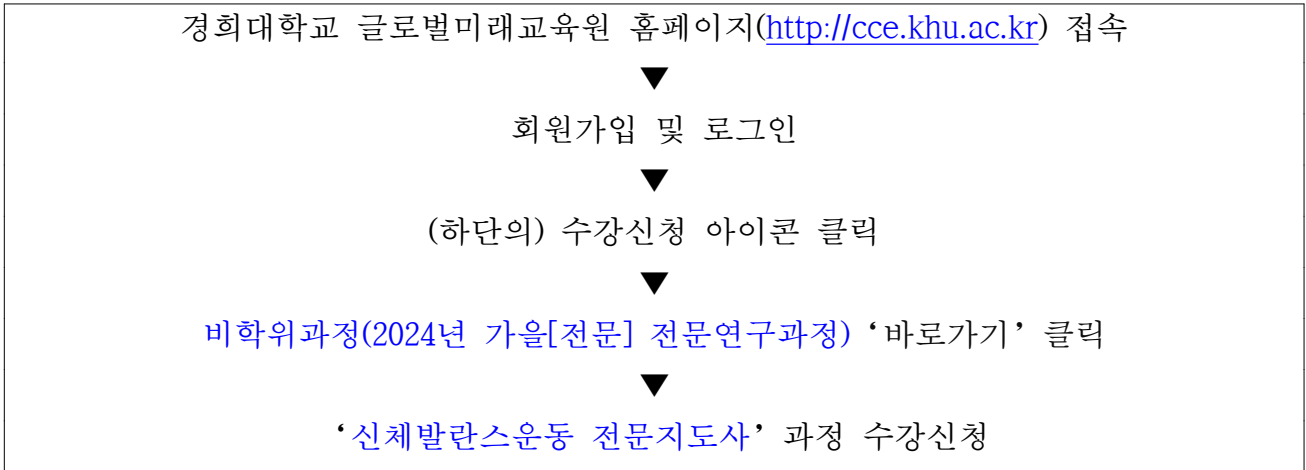 경희대학교 글로벌미래교육원 홈페이지(http://cce.khu.ac.kr) 접속
▼
회원가입 및 로그인
▼
(하단의) 수강신청 아이콘 클릭
▼
비학위과정(2024년 가을[전문] 전문연구과정) ‘바로가기’ 클릭
▼
‘신체발란스운동 전문지도사’ 과정 수강신청